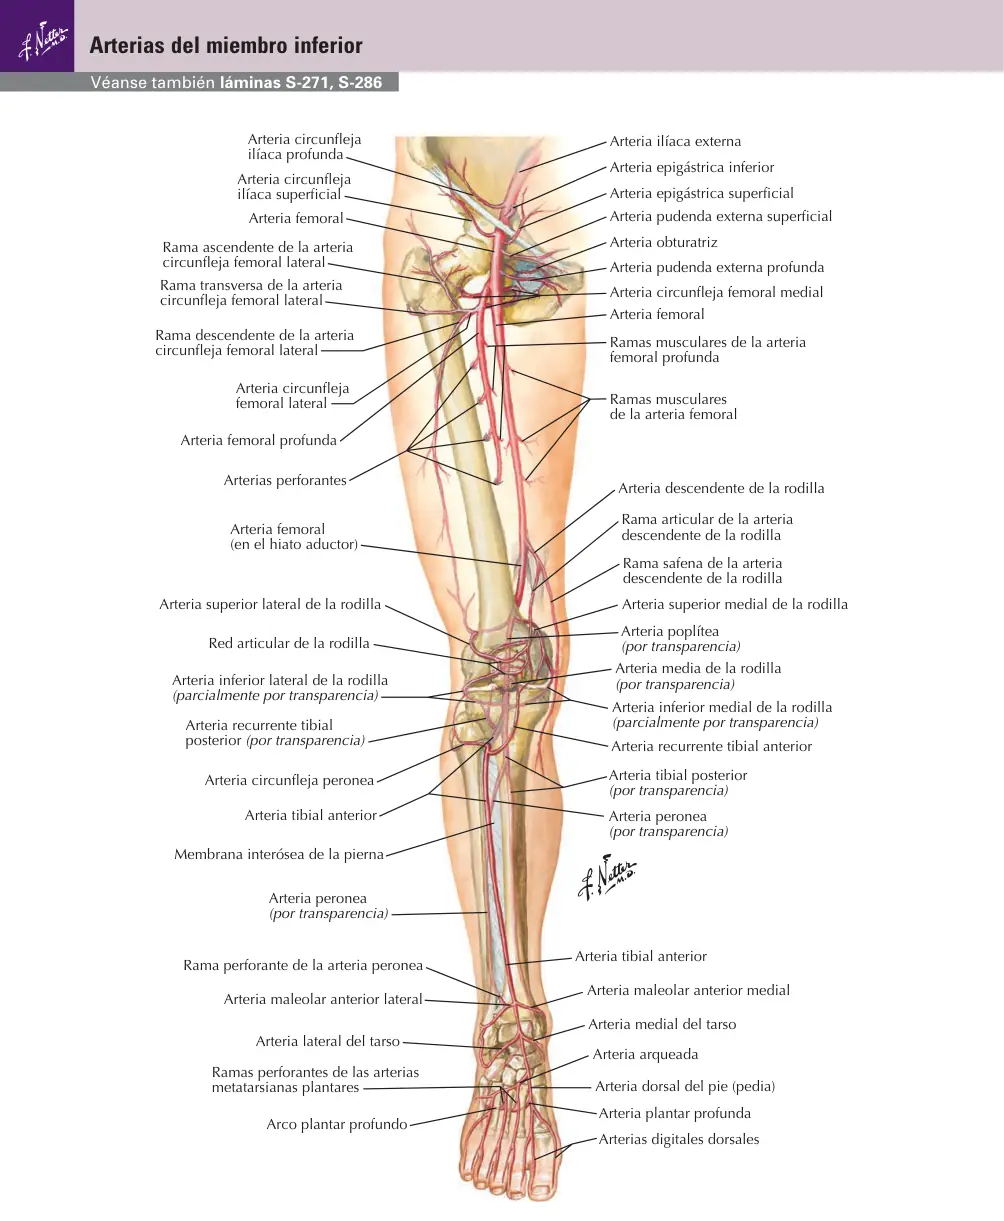 F. Netter M.D.
Arterias del miembro inferior
Véanse también láminas S-271, S-286
Arteria circunfleja
ilíaca profunda
Arteria circunfleja
ilíaca superficial
Arteria femoral
Rama ascendente de la arteria
circunfleja femoral lateral
Rama transversa de la arteria
circunfleja femoral lateral
Rama descendente de la arteria
circunfleja femoral lateral
Arteria circunfleja
femoral lateral
Arteria femoral profunda
Arterias perforantes
Arteria femoral
(en el hiato aductor)
Arteria superior lateral de la rodilla
Red articular de la rodilla
Arteria inferior lateral de la rodilla
(parcialmente por transparencia)
Arteria recurrente tibial
posterior (por transparencia)
Arteria circunfleja peronea
Arteria tibial anterior
Membrana interósea de la pierna
Arteria peronea
(por transparencia)
Rama perforante de la arteria peronea
Arteria maleolar anterior lateral
Arteria lateral del tarso
Ramas perforantes de las arterias
metatarsianas plantares
Arco plantar profundo
Arteria ilíaca externa
Arteria epigástrica inferior
Arteria epigástrica superficial
Arteria pudenda externa superficial
Arteria obturatriz
Arteria pudenda externa profunda
Arteria circunfleja femoral medial
Arteria femoral
Ramas musculares de la arteria
femoral profunda
Ramas musculares
de la arteria femoral
Arteria descendente de la rodilla
Rama articular de la arteria
descendente de la rodilla
Rama safena de la arteria
descendente de la rodilla
Arteria superior medial de la rodilla
Arteria poplítea
(por transparencia)
Arteria media de la rodilla
(por transparencia)
Arteria inferior medial de la rodilla
(parcialmente por transparencia)
Arteria recurrente tibial anterior
Arteria tibial posterior
(por transparencia)
Arteria peronea
(por transparencia)
F. Netter M.D.
Arteria tibial anterior
Arteria maleolar anterior medial
Arteria medial del tarso
Arteria arqueada
Arteria dorsal del pie (pedia)
Arteria plantar profunda
Arterias digitales dorsales